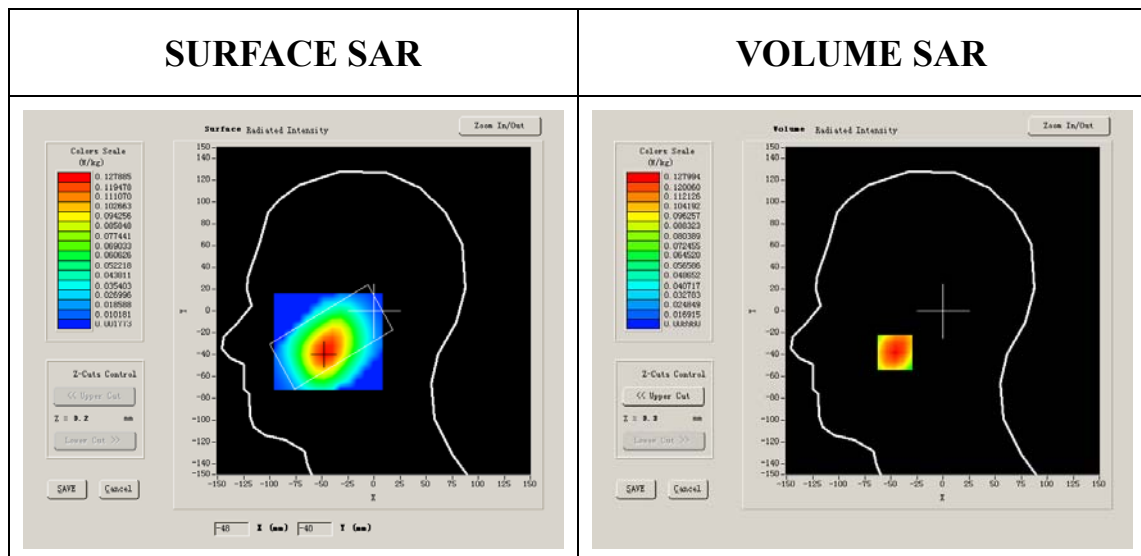 SURFACE SAR
VOLUME SAR
Surface Radiated Intensity
Zoom In/Out
Colors Scale
(W/kg)
0.127885
0.119478
0.111070
0.102663
0.094256
0.085848
0.077441
0.069033
0.060626
0.052218
0.043811
0.035403
0.026996
0.018588
0.010181
0.001773
150
140
120
100
80
60
40
20
0
-20
-40
-60
-80
-100
-120
-140
-150
Y
-150 -125 -100 -75 -50 -25 0 25 50 75 100 125 150
X
Z-Cuts Control
<< Upper Cut
Z = 3.2 mm
Lower Cut >>
SAVE Cancel
-48 X (mm) -40 Y (mm)
Volume Radiated Intensity
Zoom In/Out
Colors Scale
(W/kg)
0.127994
0.120060
0.112126
0.104192
0.096257
0.088323
0.080389
0.072455
0.064520
0.056586
0.048652
0.040717
0.032783
0.024849
0.016915
0.008980
150
140
120
100
80
60
40
20
0
-20
-40
-60
-80
-100
-120
-140
-150
Y
-150 -125 -100 -75 -50 -25 0 25 50 75 100 125 150
X
Z-Cuts Control
<< Upper Cut
mm
Lower Cut >>
SAVE Cancel